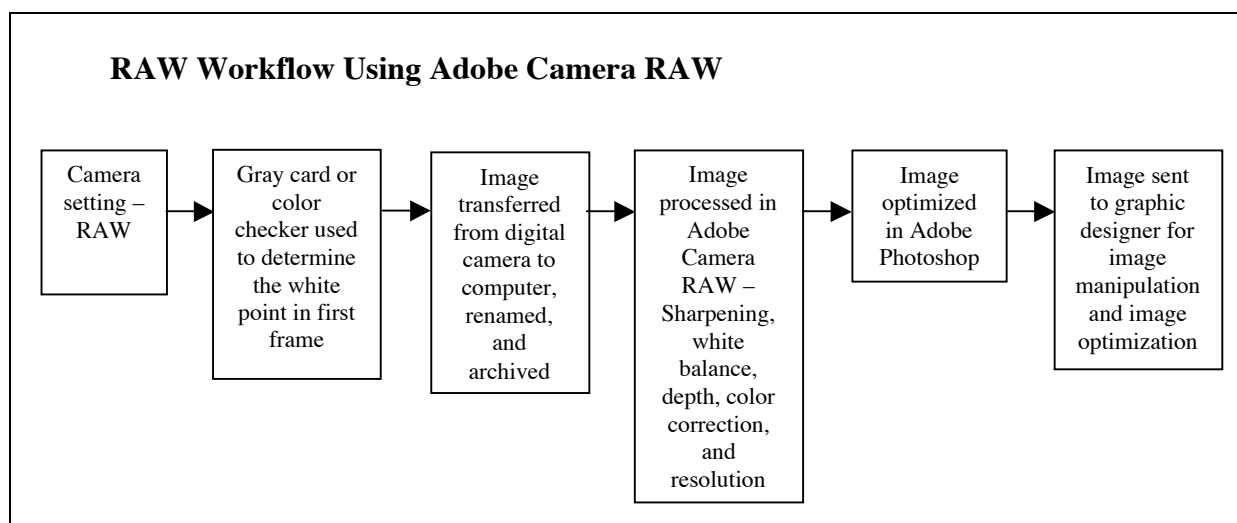 RAW Workflow Using Adobe Camera RAW
Camera
setting –
RAW
Gray card or
color
checker used
to determine
the white
point in first
frame
Image
transferred
from digital
camera to
computer,
renamed,
and
archived
Image
processed in
Adobe
Camera
RAW –
Sharpening,
white
balance,
depth, color
correction,
and
resolution
Image
optimized
in Adobe
Photoshop
Image sent
to graphic
designer for
image
manipulation
and image
optimization